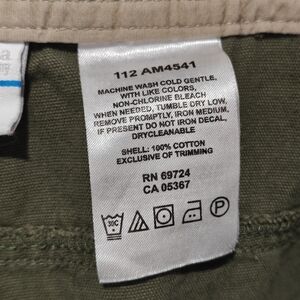 112 AM4541
MACHINE WASH COLD GENTLE,
WITH LIKE COLORS,
NON-CHLORINE BLEACH
WHEN NEEDED, TUMBLE DRY LOW,
REMOVE PROMPTLY, IRON MEDIUM,
IF PRESENT DO NOT IRON DECAL,
DRYCLEANABLE
SHELL: 100% COTTON
EXCLUSIVE OF TRIMMING
RN 69724
CA 05367
30C P